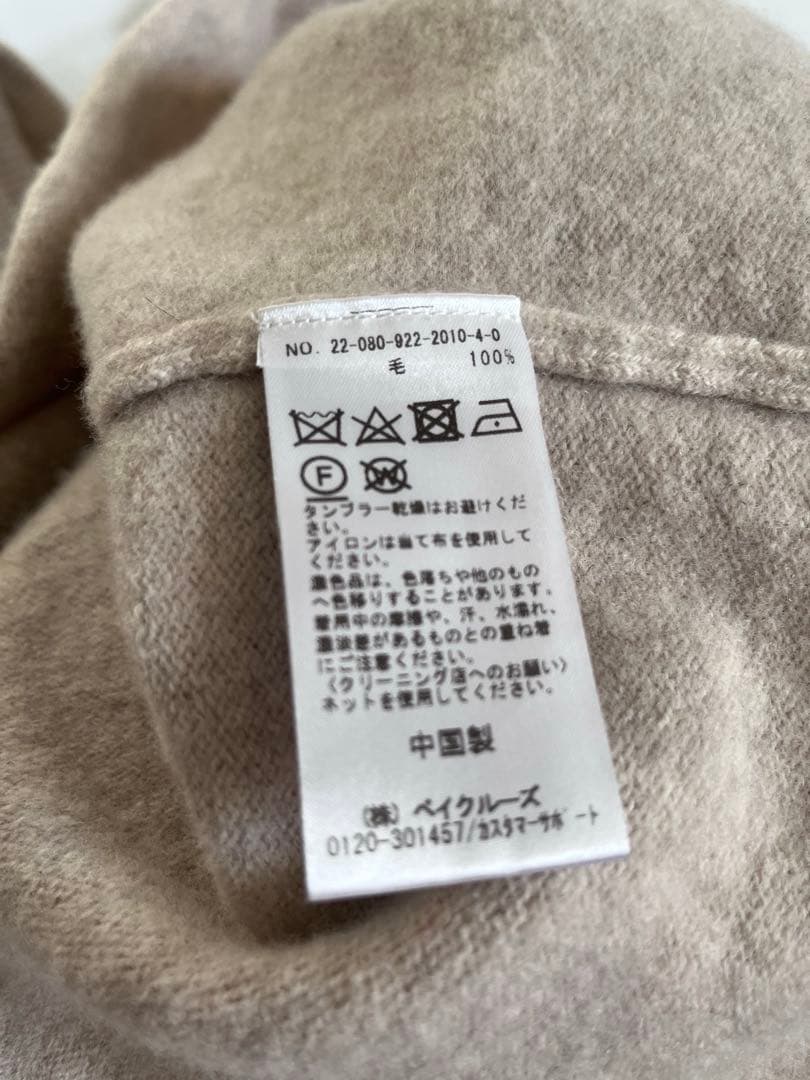 NO. 22-080-922-2010-4-0
毛 100%
F W
タンブラー乾燥はお避けくだ
さい。
アイロンは当て布を使用して
ください。
濃色品は、色落ちや他のもの
へ色移りすることがあります。
着用中の摩擦や、汗、水濡れ、
濃淡差があるものとの重ね着
にご注意ください。
〈クリーニング店へのお願い〉
ネットを使用してください。
中国製
(株) ベイクルーズ
0120-301457/カスタマーサポート